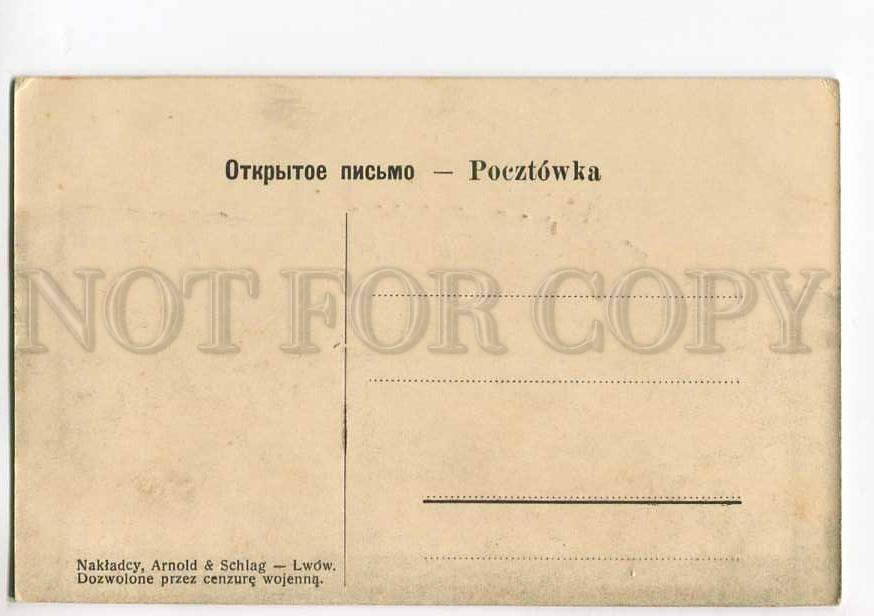 Открытое письмо — Pocztówka
NOT FOR COPY
Nakładcy, Arnold & Schlag — Lwów.
Dozwolone przez cenzurę wojenną.